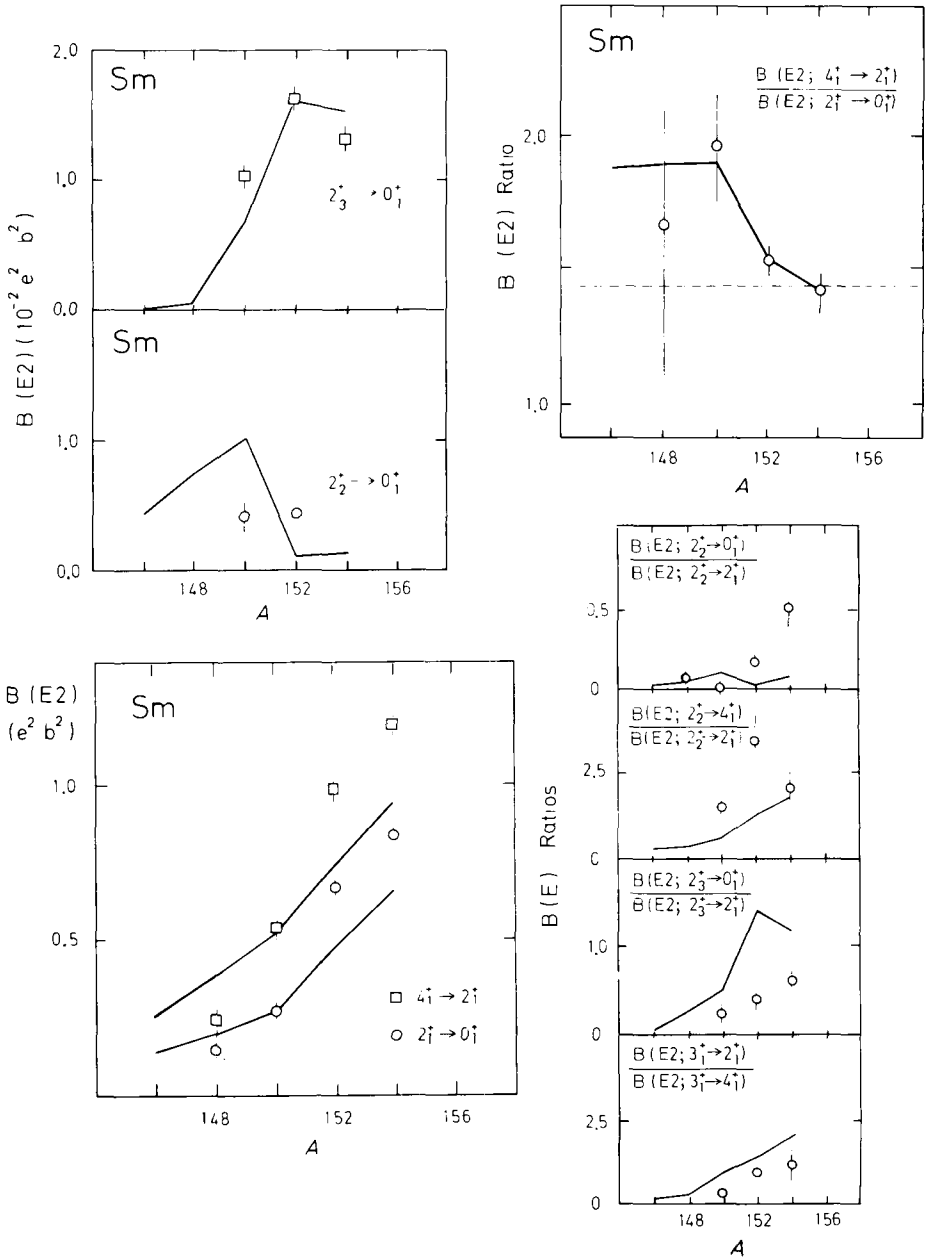 Sm
2.0
1.0
0.0
2₃⁺ → 0₁⁺
Sm
1.0
0.0
2₂⁺ → 0₁⁺
148 152 156
A
B (E2) (10⁻² e² b²)
Sm
B (E2; 4₁⁺ → 2₁⁺)
B (E2; 2₁⁺ → 0₁⁺)
2,0
1,0
B (E2) Ratio
148 152 156
A
B (E2)
(e² b²)
Sm
1.0
0.5
4₁⁺ → 2₁⁺
2₁⁺ → 0₁⁺
148 152 156
A
B(E2; 2₂⁺→0₁⁺)
B(E2; 2₂⁺→2₁⁺)
0
B(E2; 2₂⁺→4₁⁺)
B(E2; 2₂⁺→2₁⁺)
2,5
B(E2; 2₃⁺→0₁⁺)
B(E2; 2₃⁺→2₁⁺)
1,0
0
B(E2; 3₁⁺→2₁⁺)
B(E2; 3₁⁺→4₁⁺)
2,5
0
B(E) Ratios
148 152 156
A